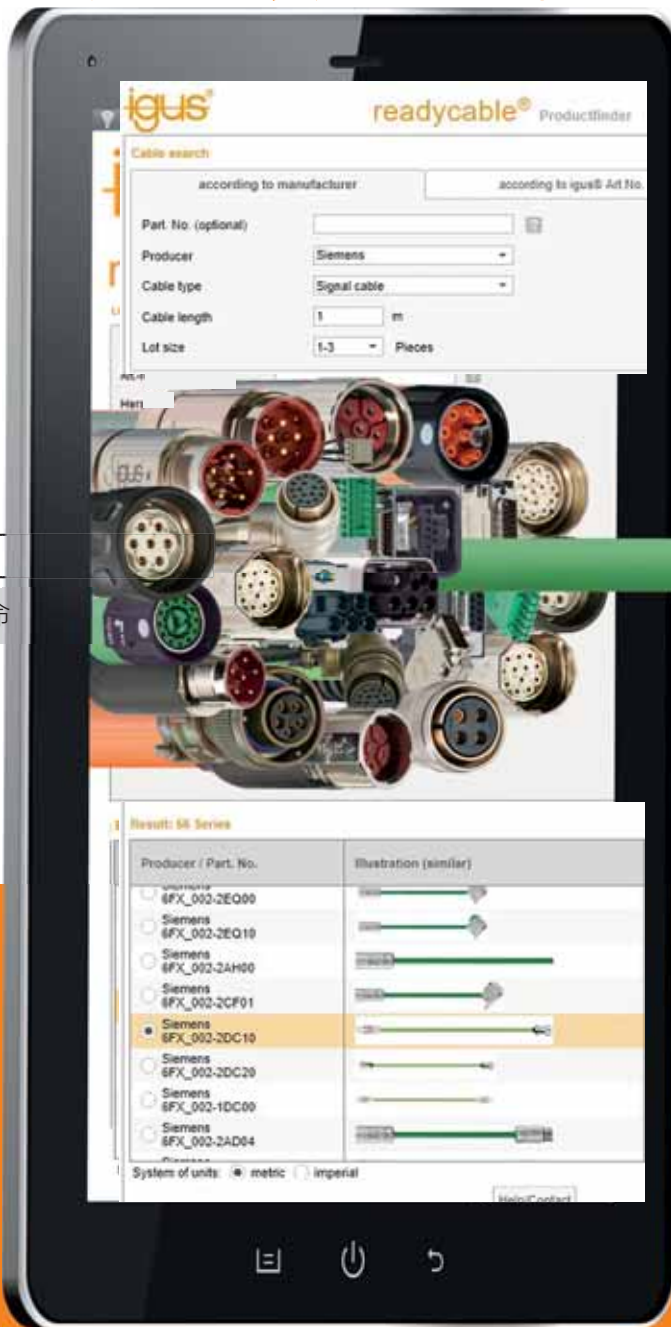 igus®
readycable® Productfinder
Cable search
according to manufacturer
according to igus® Art.No.
Part. No. (optional)
Producer Siemens
Cable type Signal cable
Cable length 1 m
Lot size 1-3 Pieces
igus
Result: 56 Series
Producer / Part. No. Illustration (similar)
Siemens
6FX_002-2EQ00
Siemens
6FX_002-2EQ10
Siemens
6FX_002-2AH00
Siemens
6FX_002-2CF01
Siemens
6FX_002-2DC10
Siemens
6FX_002-2DC20
Siemens
6FX_002-1DC00
Siemens
6FX_002-2AD04
System of units: metric imperial
Help/Contact